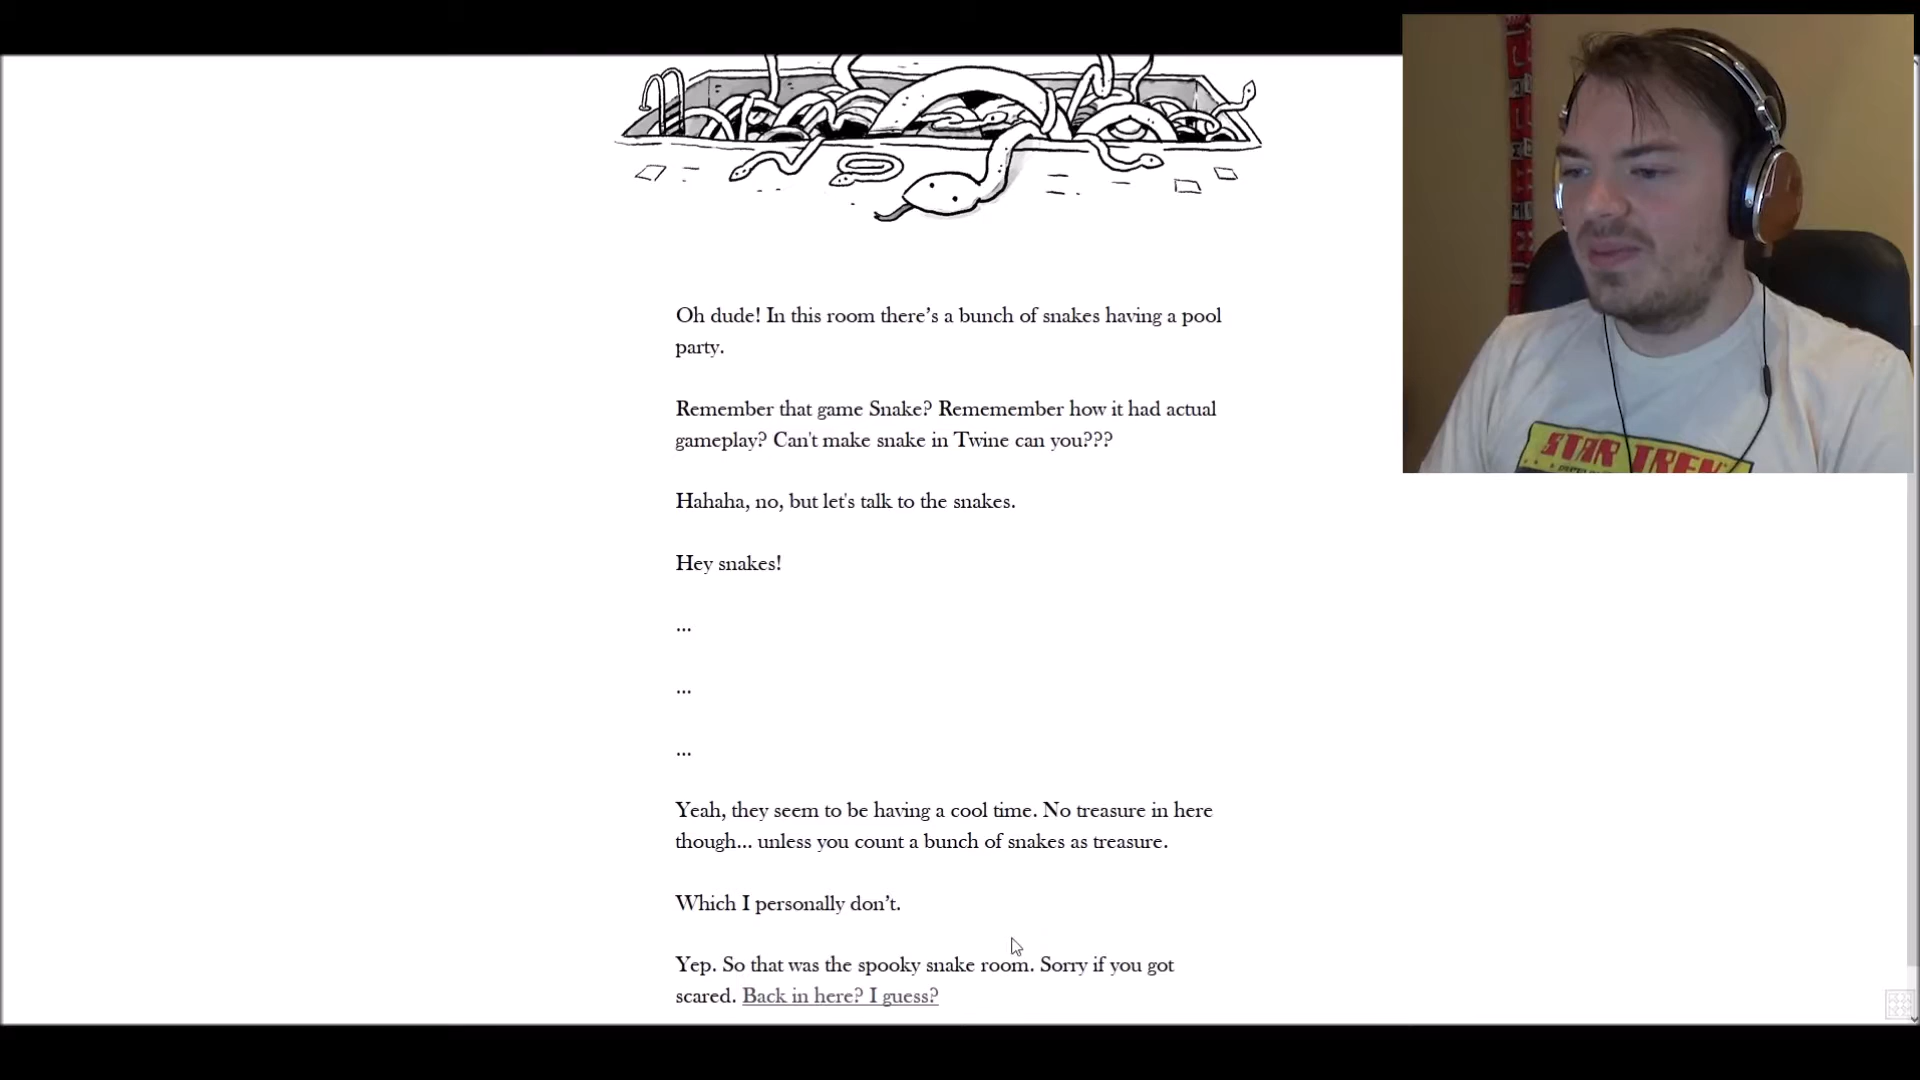 Oh dude! In this room there’s a bunch of snakes having a pool
party.
Remember that game Snake? Rememember how it had actual
gameplay? Can't make snake in Twine can you???
Hahaha, no, but let's talk to the snakes.
Hey snakes!
...
...
...
Yeah, they seem to be having a cool time. No treasure in here
though... unless you count a bunch of snakes as treasure.
Which I personally don’t.
Yep. So that was the spooky snake room. Sorry if you got
scared. Back in here? I guess?
STAR TREK